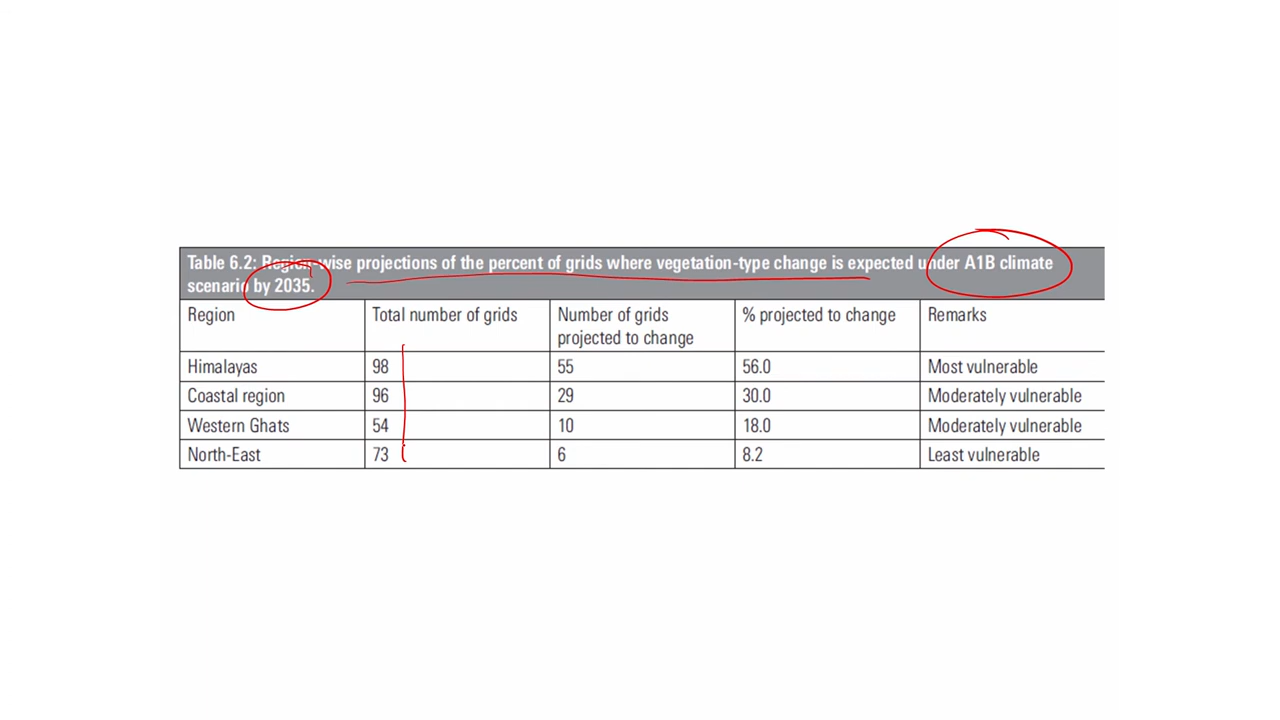 Table 6.2: Region-wise projections of the percent of grids where vegetation-type change is expected under A1B climate
scenario by 2035.
Region Total number of grids Number of grids projected to change % projected to change Remarks
Himalayas 98 55 56.0 Most vulnerable
Coastal region 96 29 30.0 Moderately vulnerable
Western Ghats 54 10 18.0 Moderately vulnerable
North-East 73 6 8.2 Least vulnerable